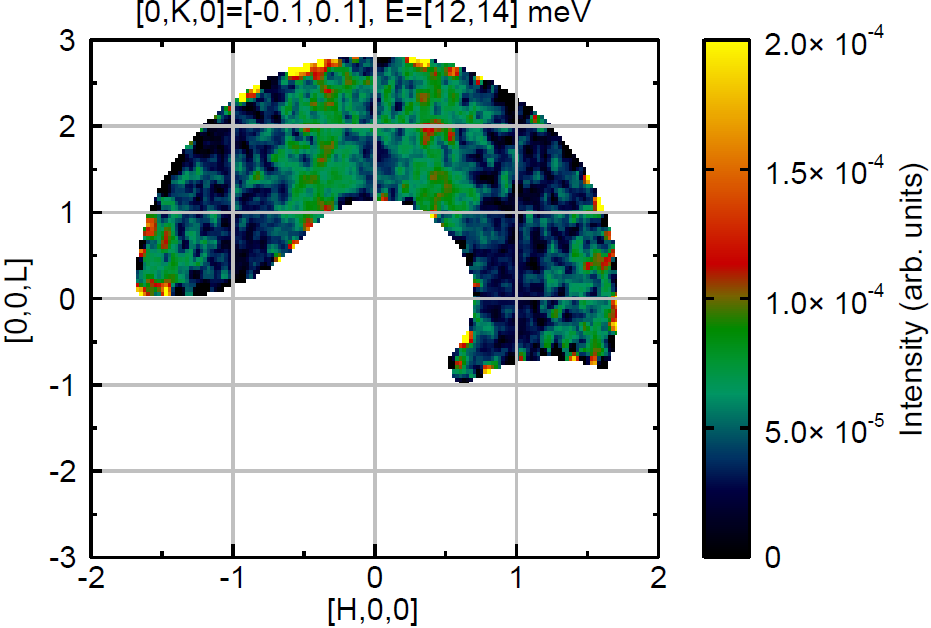 [0,K,0]=[-0.1,0.1], E=[12,14] meV
3
2
1
0
-1
-2
-3
-2 -1 0 1 2
[H,0,0]
[0,0,L]
2.0× 10-4
1.5× 10-4
1.0× 10-4
5.0× 10-5
0
Intensity (arb. units)